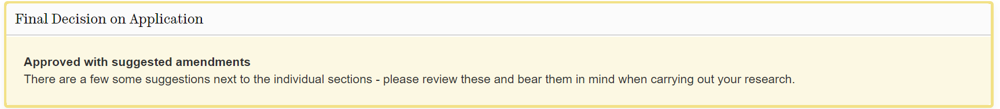 Final Decision on Application
Approved with suggested amendments
There are a few some suggestions next to the individual sections - please review these and bear them in mind when carrying out your research.